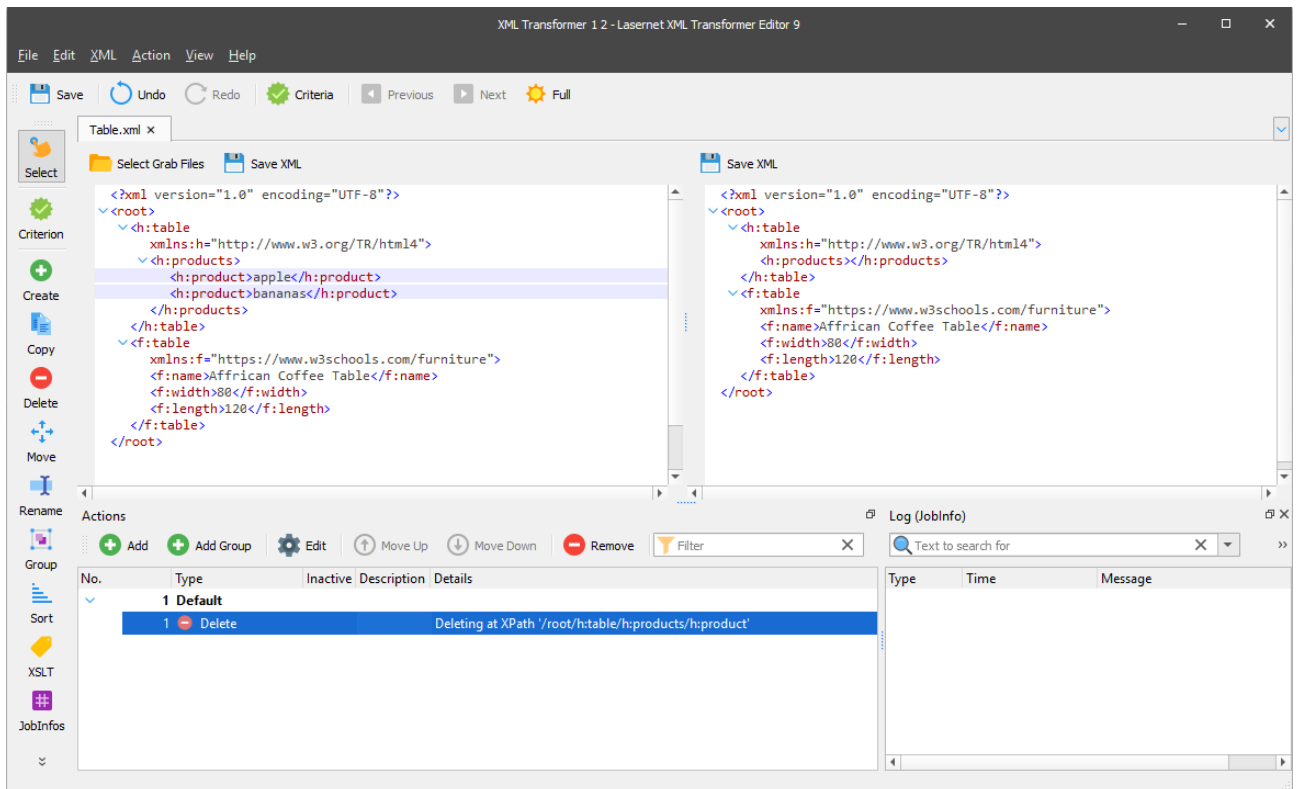 XML Transformer 1 2 - Lasernet XML Transformer Editor 9
File Edit XML Action View Help
Save Undo Redo Criteria Previous Next Full
Table.xml
Select
Criterion
Create
Copy
Delete
Move
Rename
Group
Sort
XSLT
JobInfos
Select Grab Files Save XML
<?xml version="1.0" encoding="UTF-8"?>
<root>
<h:table
xmlns:h="http://www.w3.org/TR/html4">
<h:products>
<h:product>apple</h:product>
<h:product>bananas</h:product>
</h:products>
</h:table>
<f:table
xmlns:f="https://www.w3schools.com/furniture">
<f:name>Affrican Coffee Table</f:name>
<f:width>80</f:width>
<f:length>120</f:length>
</f:table>
</root>
Save XML
<?xml version="1.0" encoding="UTF-8"?>
<root>
<h:table
xmlns:h="http://www.w3.org/TR/html4">
<h:products></h:products>
</h:table>
<f:table
xmlns:f="https://www.w3schools.com/furniture">
<f:name>Affrican Coffee Table</f:name>
<f:width>80</f:width>
<f:length>120</f:length>
</f:table>
</root>
Actions
Add Add Group Edit Move Up Move Down Remove Filter
No. Type Inactive Description Details
1 Default
1 Delete Deleting at XPath '/root/h:table/h:products/h:product'
Log (JobInfo)
Text to search for
Type Time Message